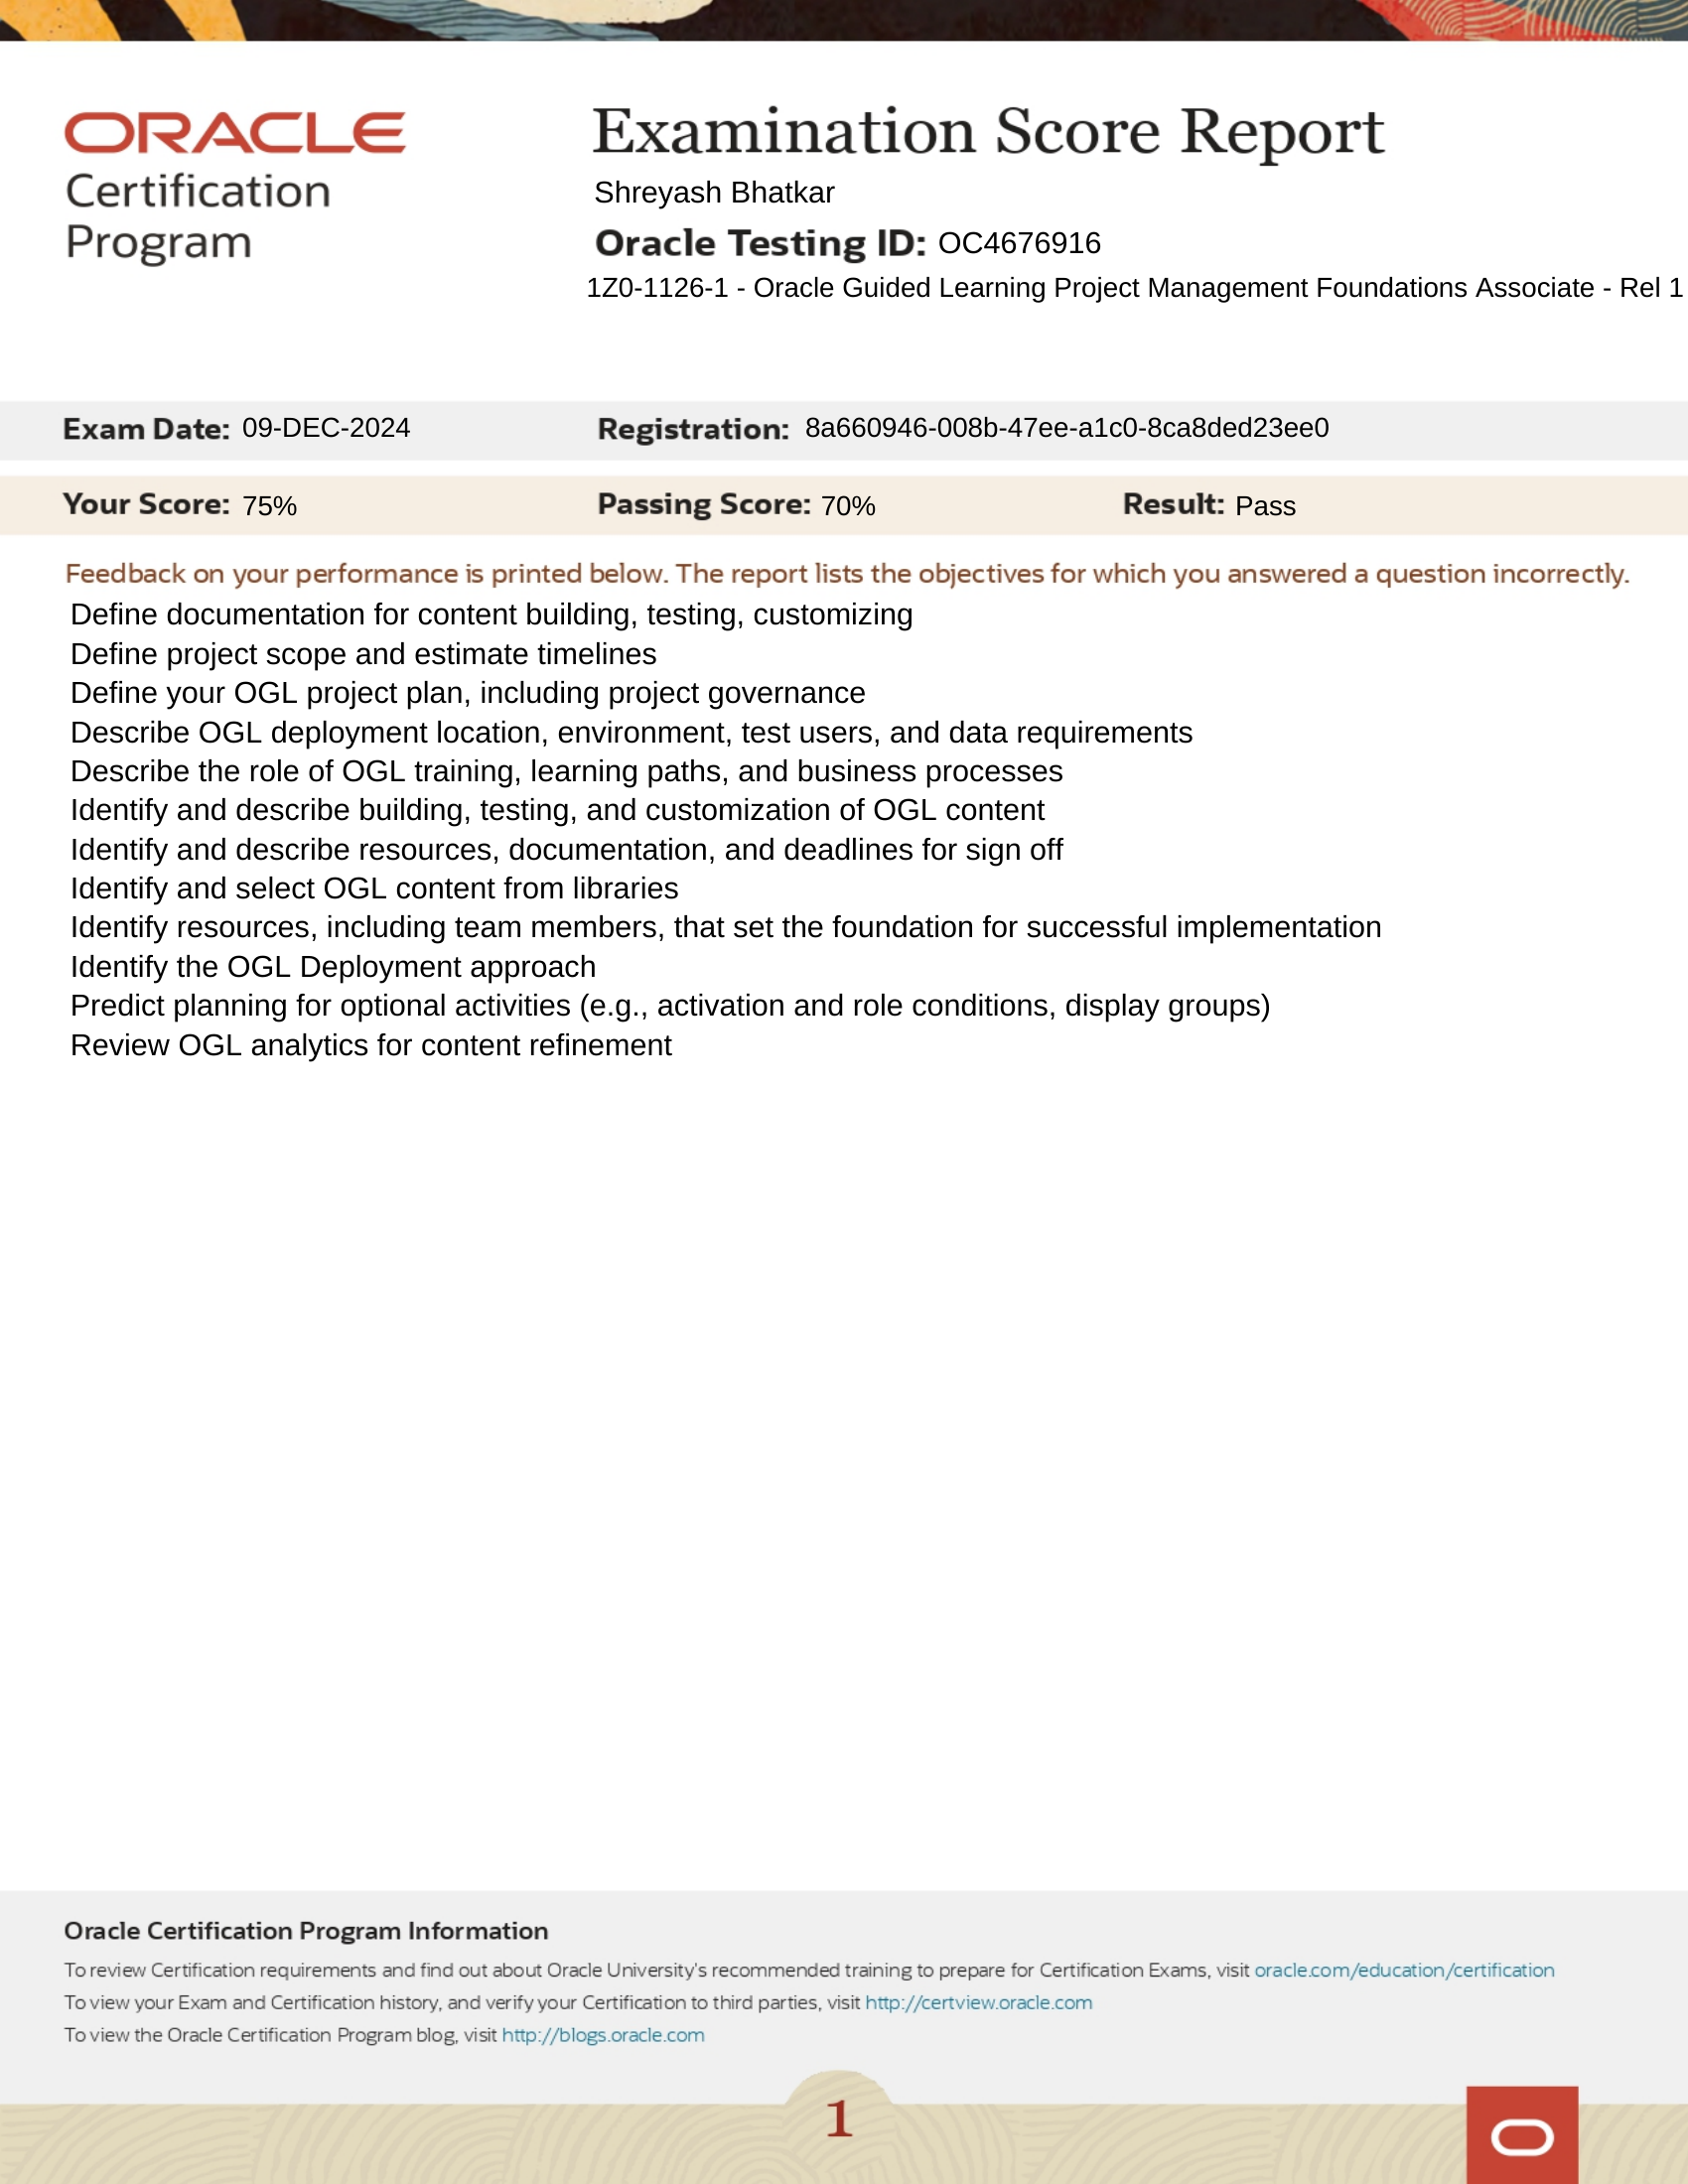 ORACLE
Certification
Program
Examination Score Report
Shreyash Bhatkar
Oracle Testing ID: OC4676916
1Z0-1126-1 - Oracle Guided Learning Project Management Foundations Associate - Rel 1
Exam Date: 09-DEC-2024 Registration: 8a660946-008b-47ee-a1c0-8ca8ded23ee0
Your Score: 75% Passing Score: 70% Result: Pass
Feedback on your performance is printed below. The report lists the objectives for which you answered a question incorrectly.
Define documentation for content building, testing, customizing
Define project scope and estimate timelines
Define your OGL project plan, including project governance
Describe OGL deployment location, environment, test users, and data requirements
Describe the role of OGL training, learning paths, and business processes
Identify and describe building, testing, and customization of OGL content
Identify and describe resources, documentation, and deadlines for sign off
Identify and select OGL content from libraries
Identify resources, including team members, that set the foundation for successful implementation
Identify the OGL Deployment approach
Predict planning for optional activities (e.g., activation and role conditions, display groups)
Review OGL analytics for content refinement
Oracle Certification Program Information
To review Certification requirements and find out about Oracle University's recommended training to prepare for Certification Exams, visit oracle.com/education/certification
To view your Exam and Certification history, and verify your Certification to third parties, visit http://certview.oracle.com
To view the Oracle Certification Program blog, visit http://blogs.oracle.com
1